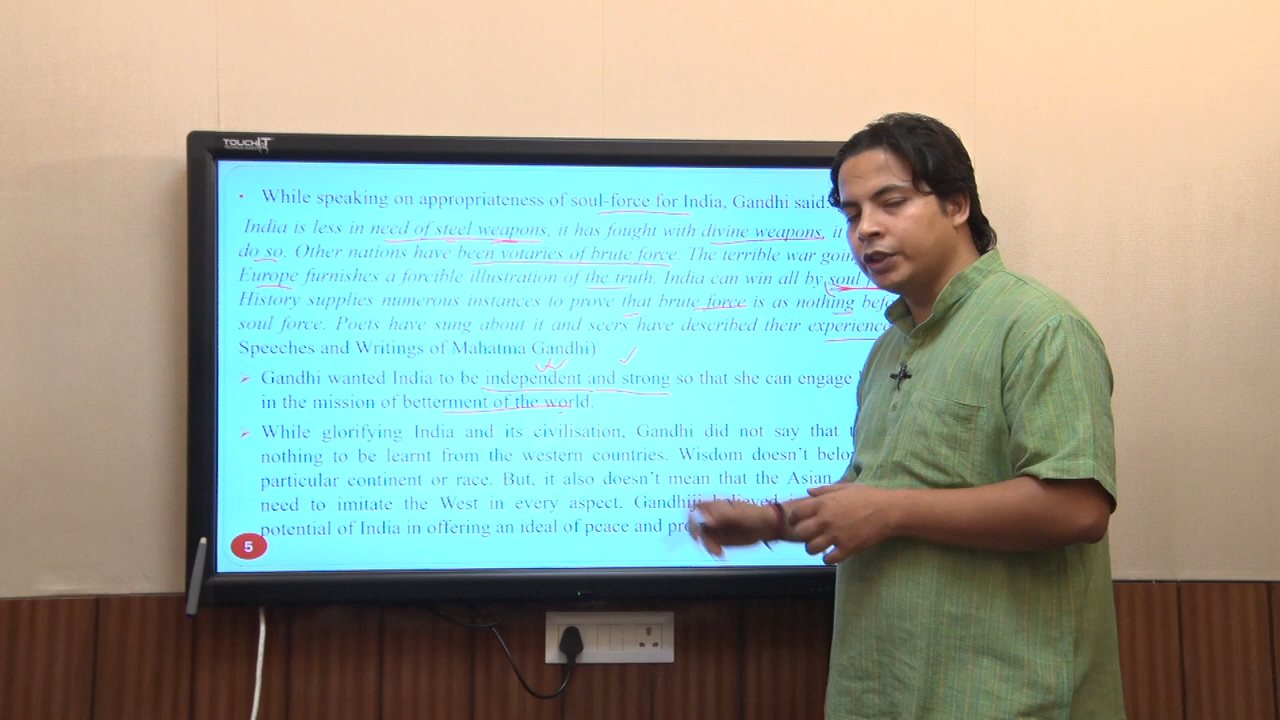 TOUCHIT
• While speaking on appropriateness of soul-force for India, Gandhi said:
India is less in need of steel weapons, it has fought with divine weapons, it
do so. Other nations have been votaries of brute force. The terrible war going
Europe furnishes a forcible illustration of the truth. India can win all by soul
History supplies numerous instances to prove that brute force is as nothing
soul force. Poets have sung about it and seers have described their experience
Speeches and Writings of Mahatma Gandhi)
➢ Gandhi wanted India to be independent and strong so that she can engage
in the mission of betterment of the world.
➢ While glorifying India and its civilisation, Gandhi did not say that
nothing to be learnt from the western countries. Wisdom doesn't
particular continent or race. But, it also doesn't mean that the Asian
need to imitate the West in every aspect. Gandhiji believed
potential of India in offering an ideal of peace and
5